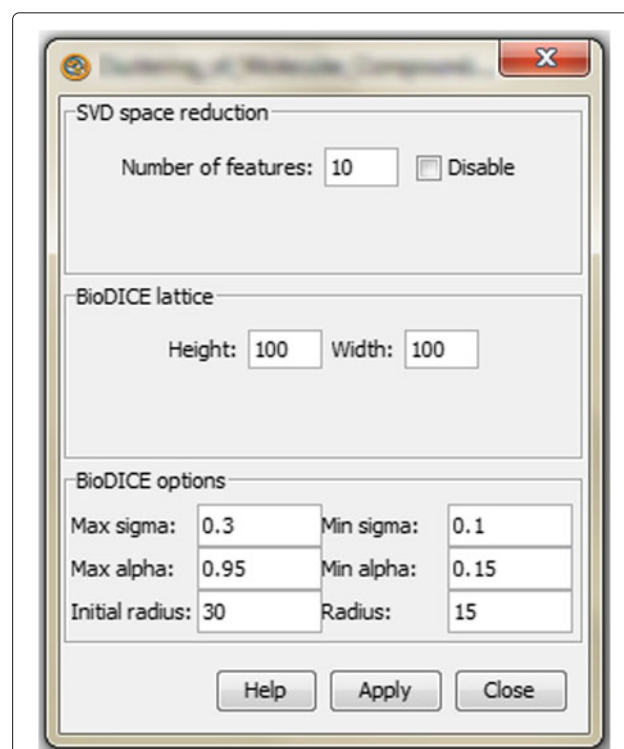 SVD space reduction
Number of features: 10 Disable
BioDICE lattice
Height: 100 Width: 100
BioDICE options
Max sigma: 0.3 Min sigma: 0.1
Max alpha: 0.95 Min alpha: 0.15
Initial radius: 30 Radius: 15
Help Apply Close